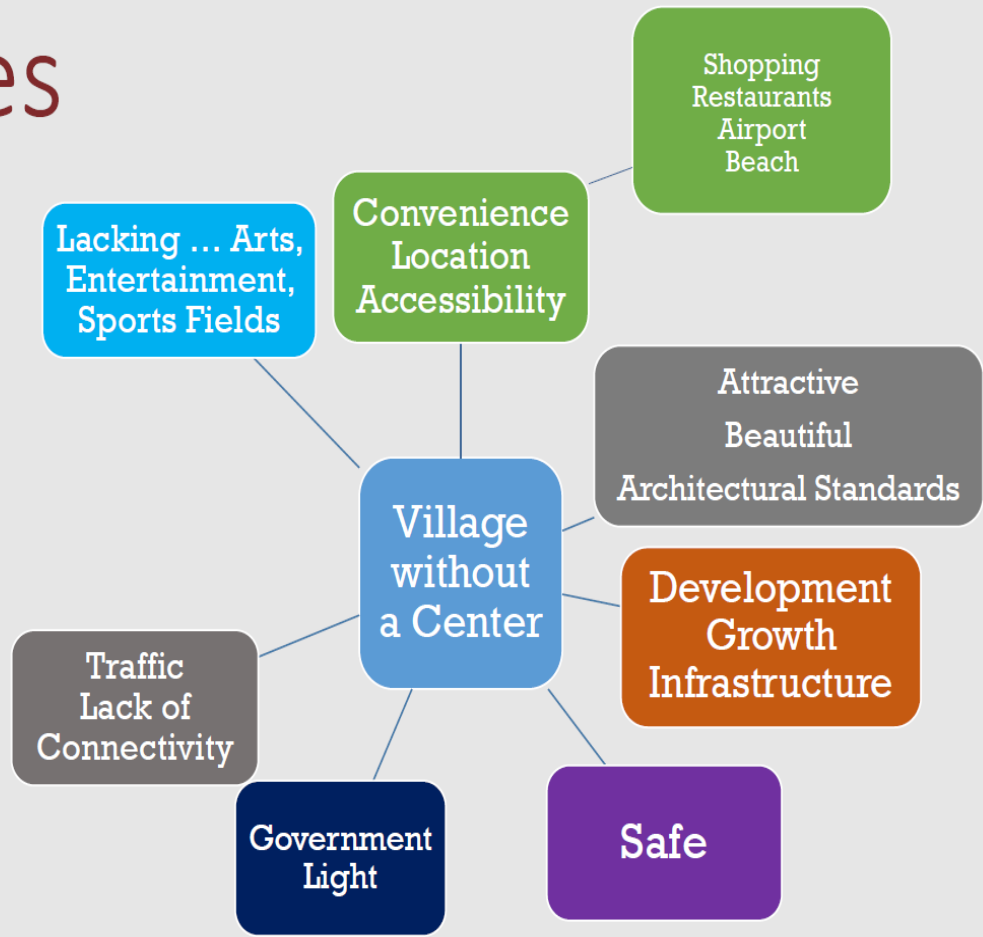 es
Shopping
Restaurants
Airport
Beach
Convenience
Location
Accessibility
Lacking ... Arts,
Entertainment,
Sports Fields
Attractive
Beautiful
Architectural Standards
Village
without
a Center
Development
Growth
Infrastructure
Traffic
Lack of
Connectivity
Government
Light
Safe